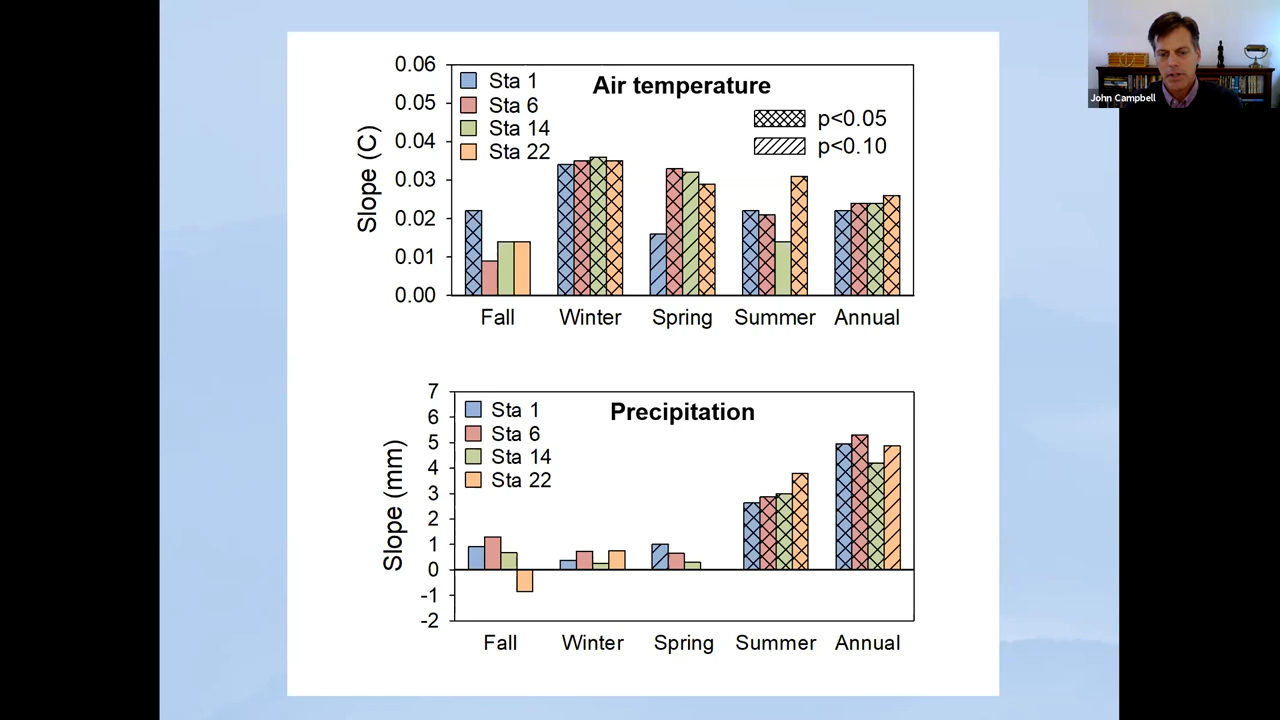 John Campbell
Air temperature
Slope (C)
0.06
0.05
0.04
0.03
0.02
0.01
0.00
Sta 1
Sta 6
Sta 14
Sta 22
p<0.05
p<0.10
Fall Winter Spring Summer Annual
Precipitation
Slope (mm)
7
6
5
4
3
2
1
0
-1
-2
Sta 1
Sta 6
Sta 14
Sta 22
Fall Winter Spring Summer Annual